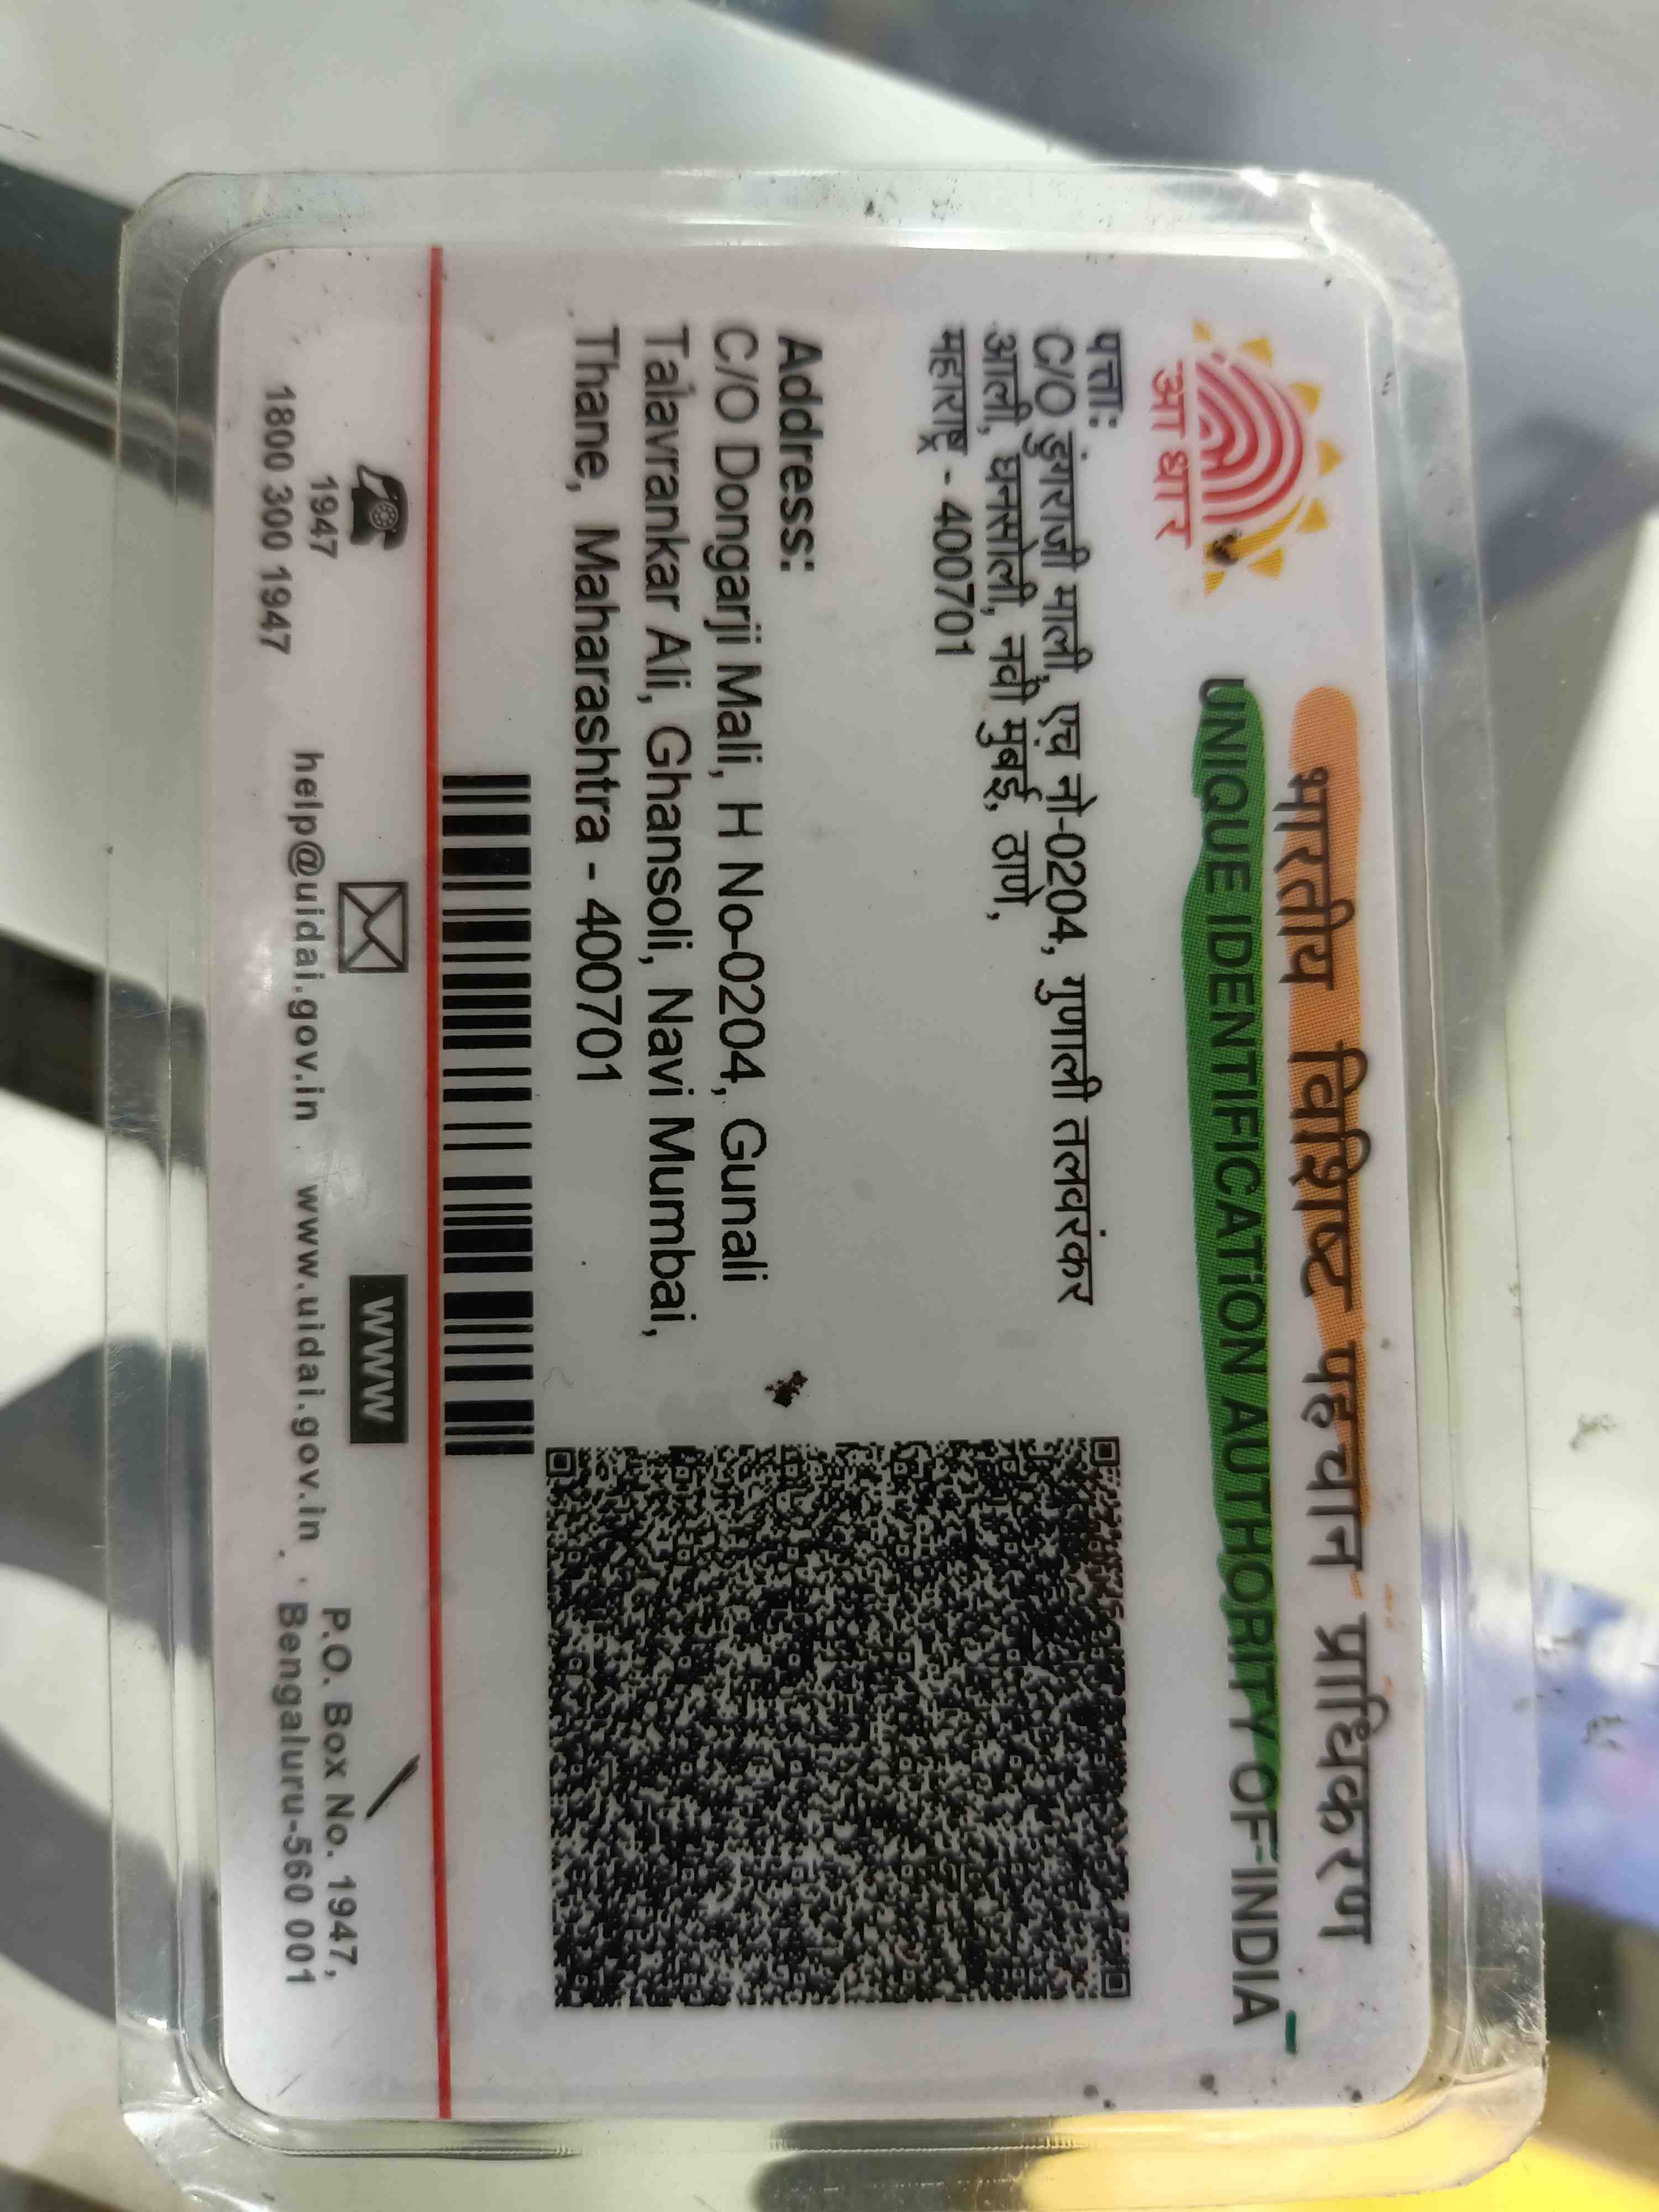 भारतीय विशिष्ट पहचान प्राधिकरण
UNIQUE IDENTIFICATION AUTHORITY OF INDIA
आधार
पत्ताः
C/O डुंगराजी माली, एच नो-0204, गुणाली तलवरंकर
आली, घनसोली, नवी मुंबई, ठाणे,
महाराष्ट्र - 400701
Address:
C/O Dongarji Mali, H No-0204, Gunali
Talavrankar Ali, Ghansoli, Navi Mumbai,
Thane, Maharashtra - 400701
1947
1800 300 1947
help@uidai.gov.in
WWW
www.uidai.gov.in
P.O. Box No. 1947,
Bengaluru-560 001